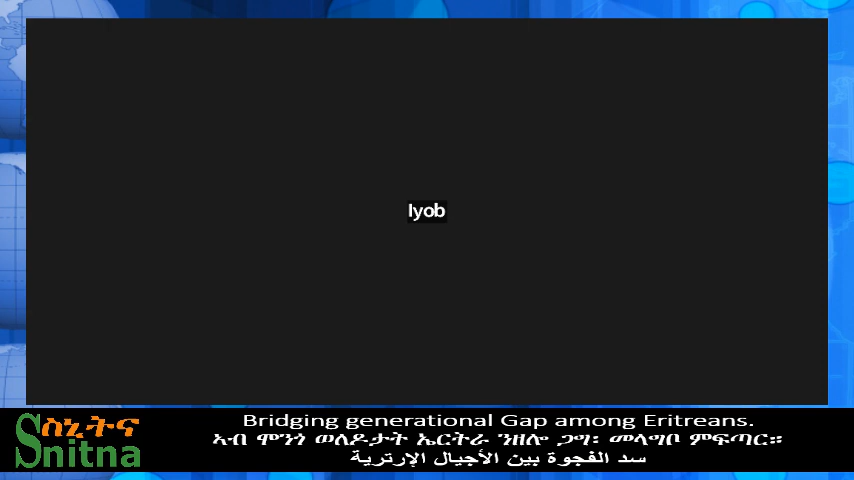 Iyob
Bridging generational Gap among Eritreans.
ስኒትና
Snitna
ኣብ ሞንጎ ወለዶታት ኤርትራ ንዘሎ ጋግ፡ መላግቦ ምፍጣር።
سد الفجوة بين الأجيال الإرترية